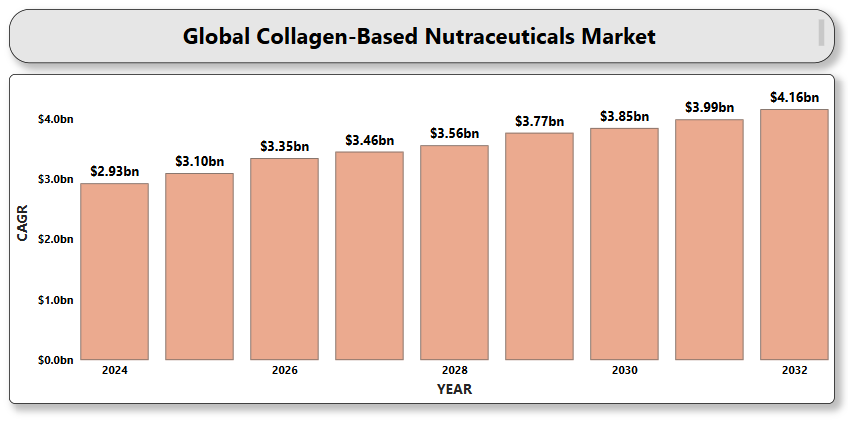 Global Collagen-Based Nutraceuticals Market
$4.16bn
$3.99bn
$3.85bn
$3.77bn
$3.56bn
$3.46bn
$3.35bn
$3.10bn
$2.93bn
$4.0bn
$3.0bn
$2.0bn
$1.0bn
$0.0bn
CAGR
2024 2026 2028 2030 2032
YEAR